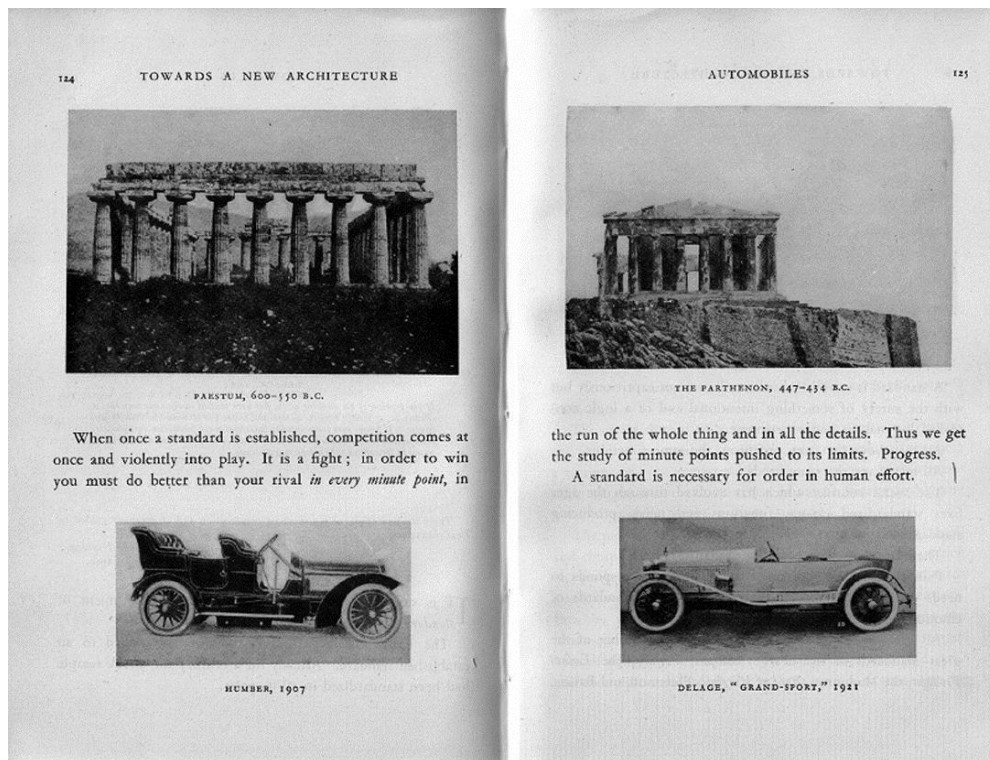 124
TOWARDS A NEW ARCHITECTURE
PAESTUM, 600–550 B.C.
When once a standard is established, competition comes at
once and violently into play. It is a fight; in order to win
you must do better than your rival in every minute point, in
HUMBER, 1907
AUTOMOBILES
125
THE PARTHENON, 447–434 B.C.
the run of the whole thing and in all the details. Thus we get
the study of minute points pushed to its limits. Progress.
A standard is necessary for order in human effort.
DELAGE, "GRAND-SPORT," 1921